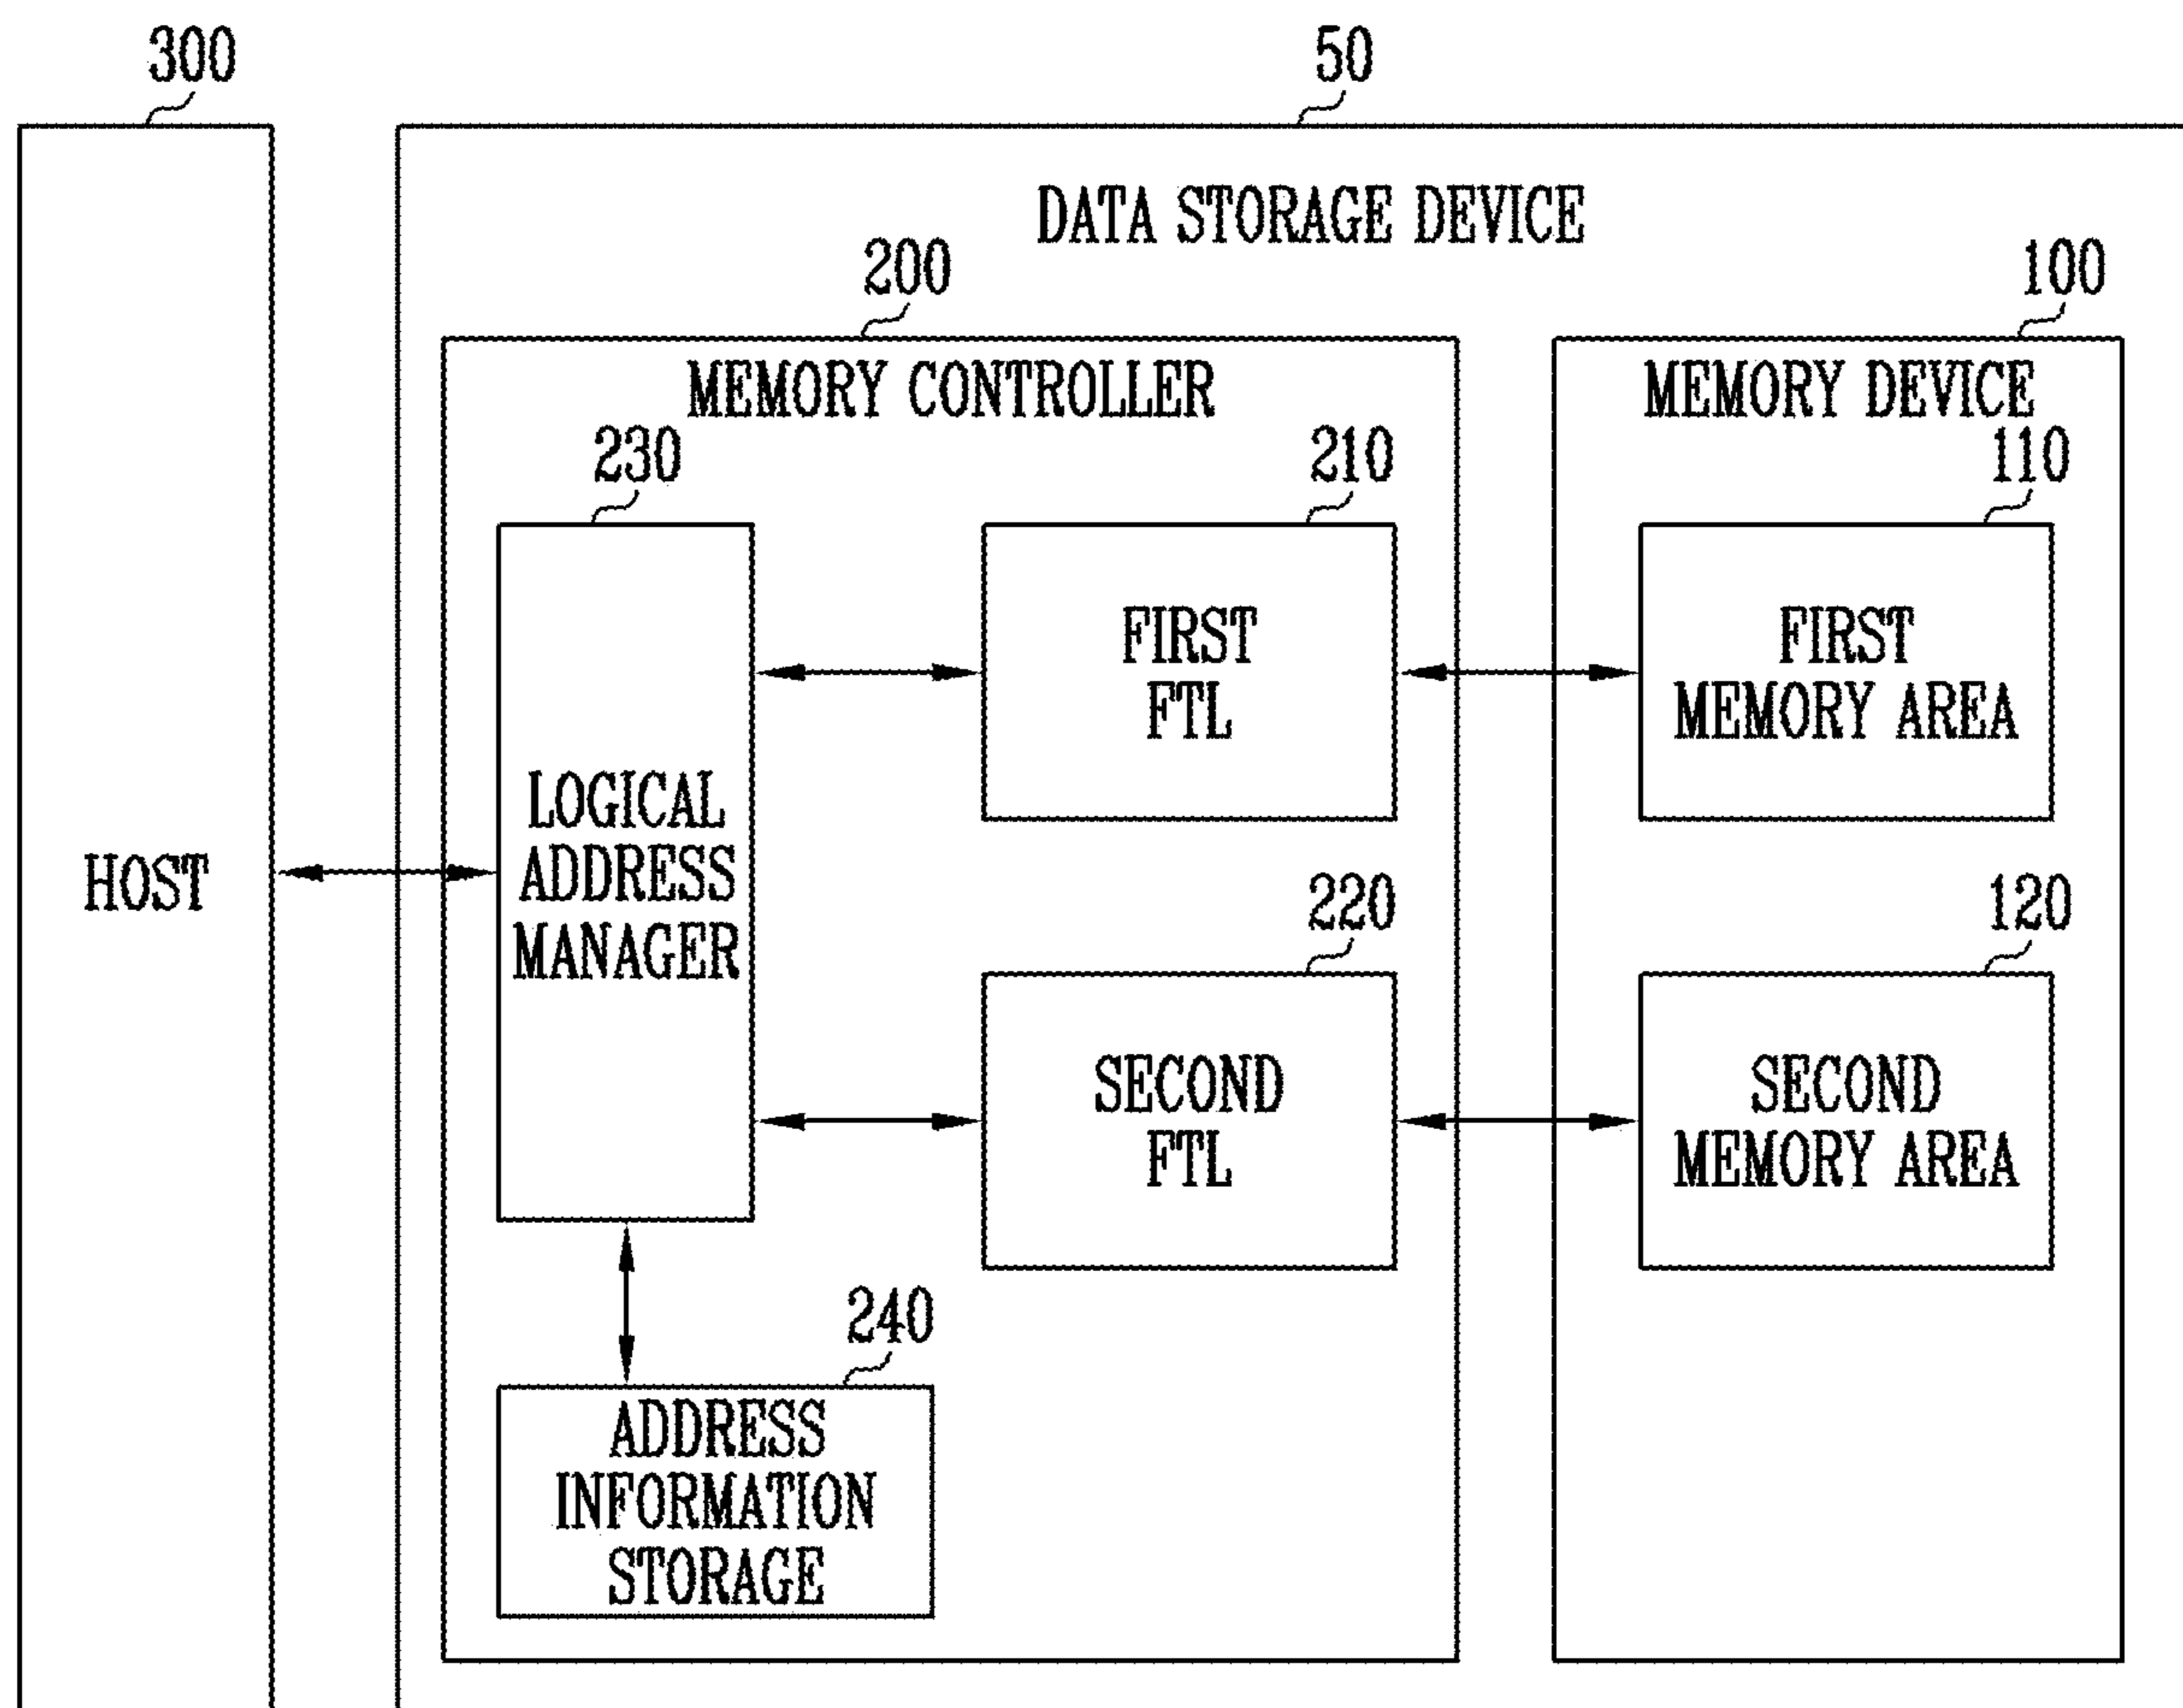 300
50
DATA STORAGE DEVICE
200
100
MEMORY CONTROLLER
MEMORY DEVICE
230
210
110
FIRST
FTL
FIRST
MEMORY AREA
LOGICAL
ADDRESS
MANAGER
HOST
220
120
SECOND
FTL
SECOND
MEMORY AREA
240
ADDRESS
INFORMATION
STORAGE